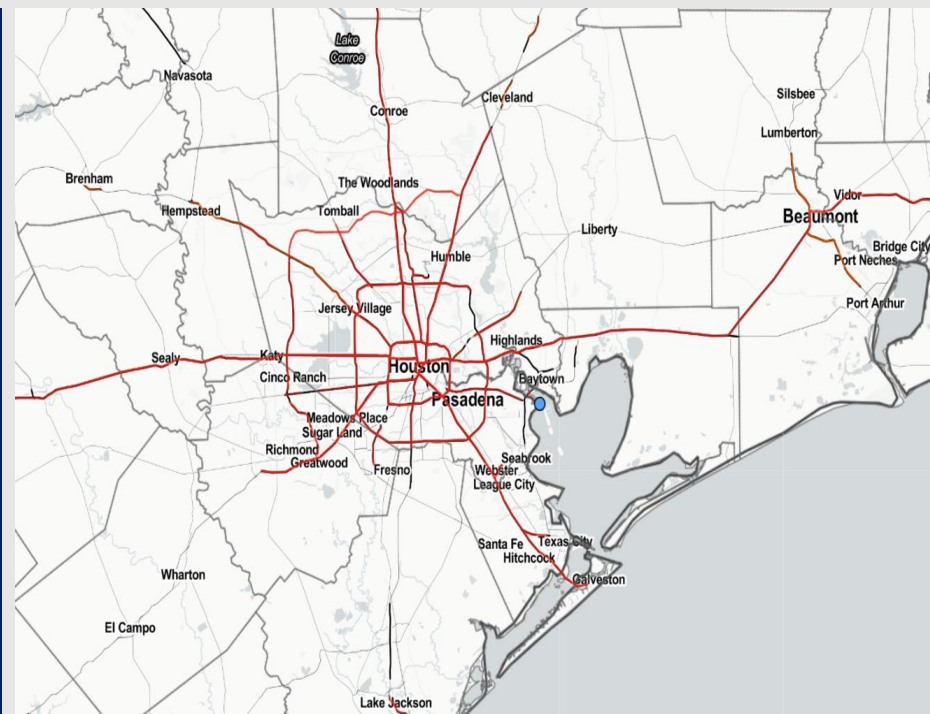 Lake
Conroe
Navasota
Cleveland
Silsbee
Conroe
Lumberton
Brenham
The Woodlands
Vidor
Hempstead
Tomball
Beaumont
Liberty
Bridge City
Humble
Port Neches
Port Arthur
Jersey Village
Highlands
Sealy
Katy
Houston
Cinco Ranch
Baytown
Pasadena
Meadows Place
Sugar Land
Richmond
Greatwood
Seabrook
Fresno
Webster
League City
Santa Fe
Texas City
Hitchcock
Wharton
Galveston
El Campo
Lake Jackson